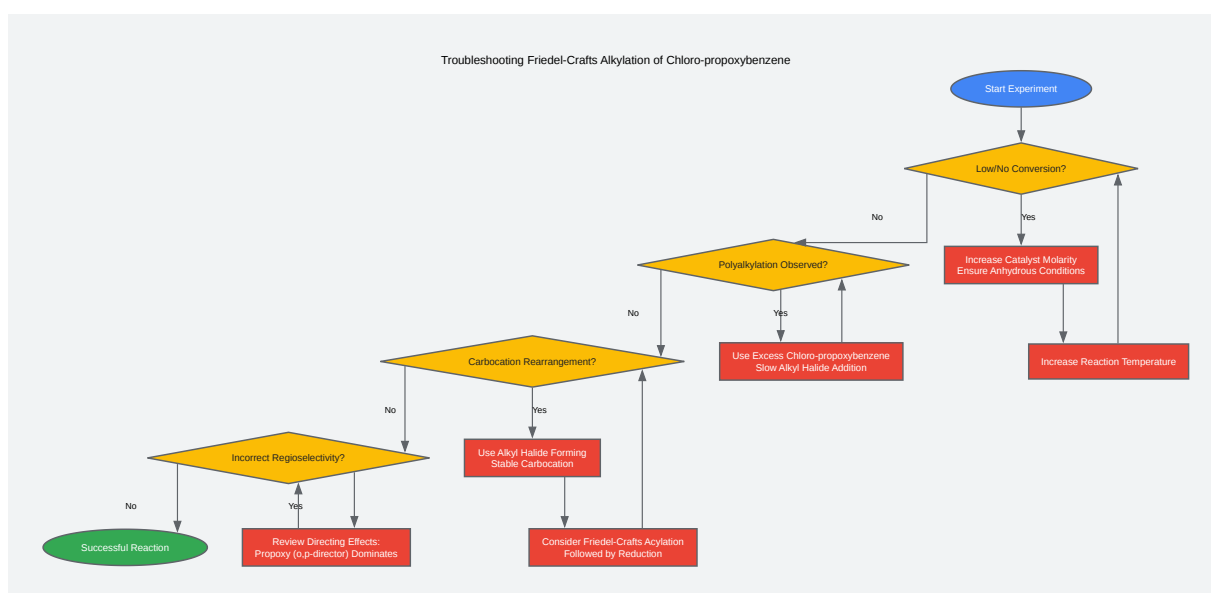 Troubleshooting Friedel-Crafts Alkylation of Chloro-propoxybenzene
Start Experiment
Low/No Conversion?
No
Yes
Polyalkylation Observed?
Increase Catalyst Molarity
Ensure Anhydrous Conditions
No
Yes
Carbocation Rearrangement?
Use Excess Chloro-propoxybenzene
Slow Alkyl Halide Addition
Increase Reaction Temperature
No
Yes
Incorrect Regioselectivity?
Use Alkyl Halide Forming
Stable Carbocation
No
Yes
Successful Reaction
Review Directing Effects:
Propoxy (o,p-director) Dominates
Consider Friedel-Crafts Acylation
Followed by Reduction